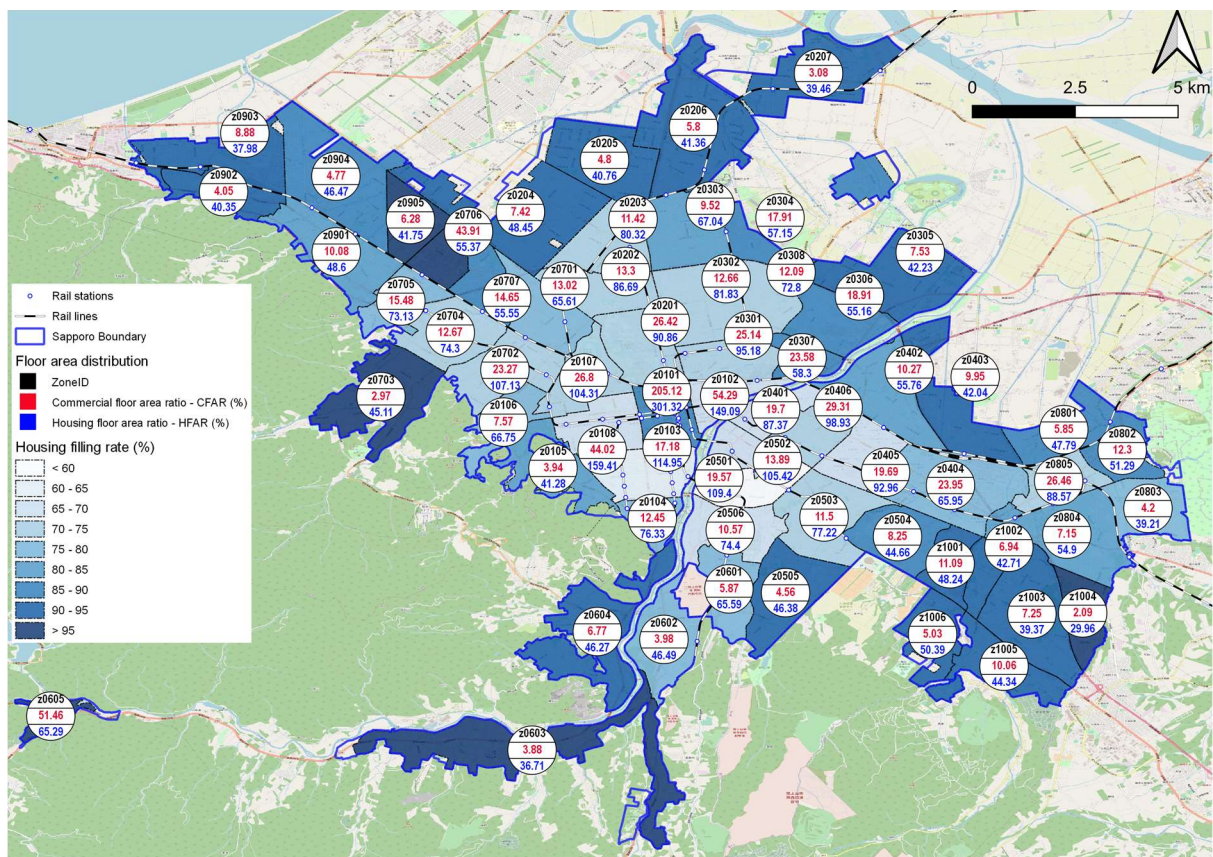 z0207
3.08
39.46
0
2.5
5 km
z0903
8.88
37.98
z0206
5.8
41.36
z0904
4.77
46.47
z0205
4.8
40.76
z0902
4.05
40.35
z0905
6.28
41.75
z0706
43.91
55.37
z0204
7.42
48.45
z0203
11.42
80.32
z0303
9.52
67.04
z0304
17.91
57.15
z0901
10.08
48.6
z0305
7.53
42.23
z0202
13.3
86.69
z0302
12.66
81.83
z0308
12.09
72.8
z0701
13.02
65.61
z0707
14.65
55.55
z0705
15.48
73.13
z0306
18.91
55.16
z0704
12.67
74.3
z0201
26.42
90.86
z0301
25.14
95.18
z0307
23.58
58.3
z0402
10.27
55.76
z0403
9.95
42.04
z0702
23.27
107.13
z0107
26.8
104.31
z0703
2.97
45.11
z0101
205.12
301.32
z0102
54.29
149.09
z0401
19.7
87.37
z0406
29.31
98.93
z0106
7.57
66.75
z0108
44.02
159.41
z0103
17.18
114.95
z0105
3.94
41.28
z0501
19.57
109.4
z0502
13.89
105.42
z0405
19.69
92.96
z0404
23.95
65.95
z0801
5.85
47.79
z0802
12.3
51.29
z0805
26.46
88.57
z0803
4.2
39.21
z0104
12.45
76.33
z0506
10.57
74.4
z0503
11.5
77.22
z0504
8.25
44.66
z1001
11.09
48.24
z1002
6.94
42.71
z0804
7.15
54.9
z0601
5.87
65.59
z0505
4.56
46.38
z0604
6.77
46.27
z0602
3.98
46.49
z1006
5.03
50.39
z1003
7.25
39.37
z1004
2.09
29.96
z1005
10.06
44.34
z0605
51.46
65.29
z0603
3.88
36.71
Rail stations
Rail lines
Sapporo Boundary
Floor area distribution
ZoneID
Commercial floor area ratio - CFAR (%)
Housing floor area ratio - HFAR (%)
Housing filling rate (%)
< 60
60 - 65
65 - 70
70 - 75
75 - 80
80 - 85
85 - 90
90 - 95
> 95